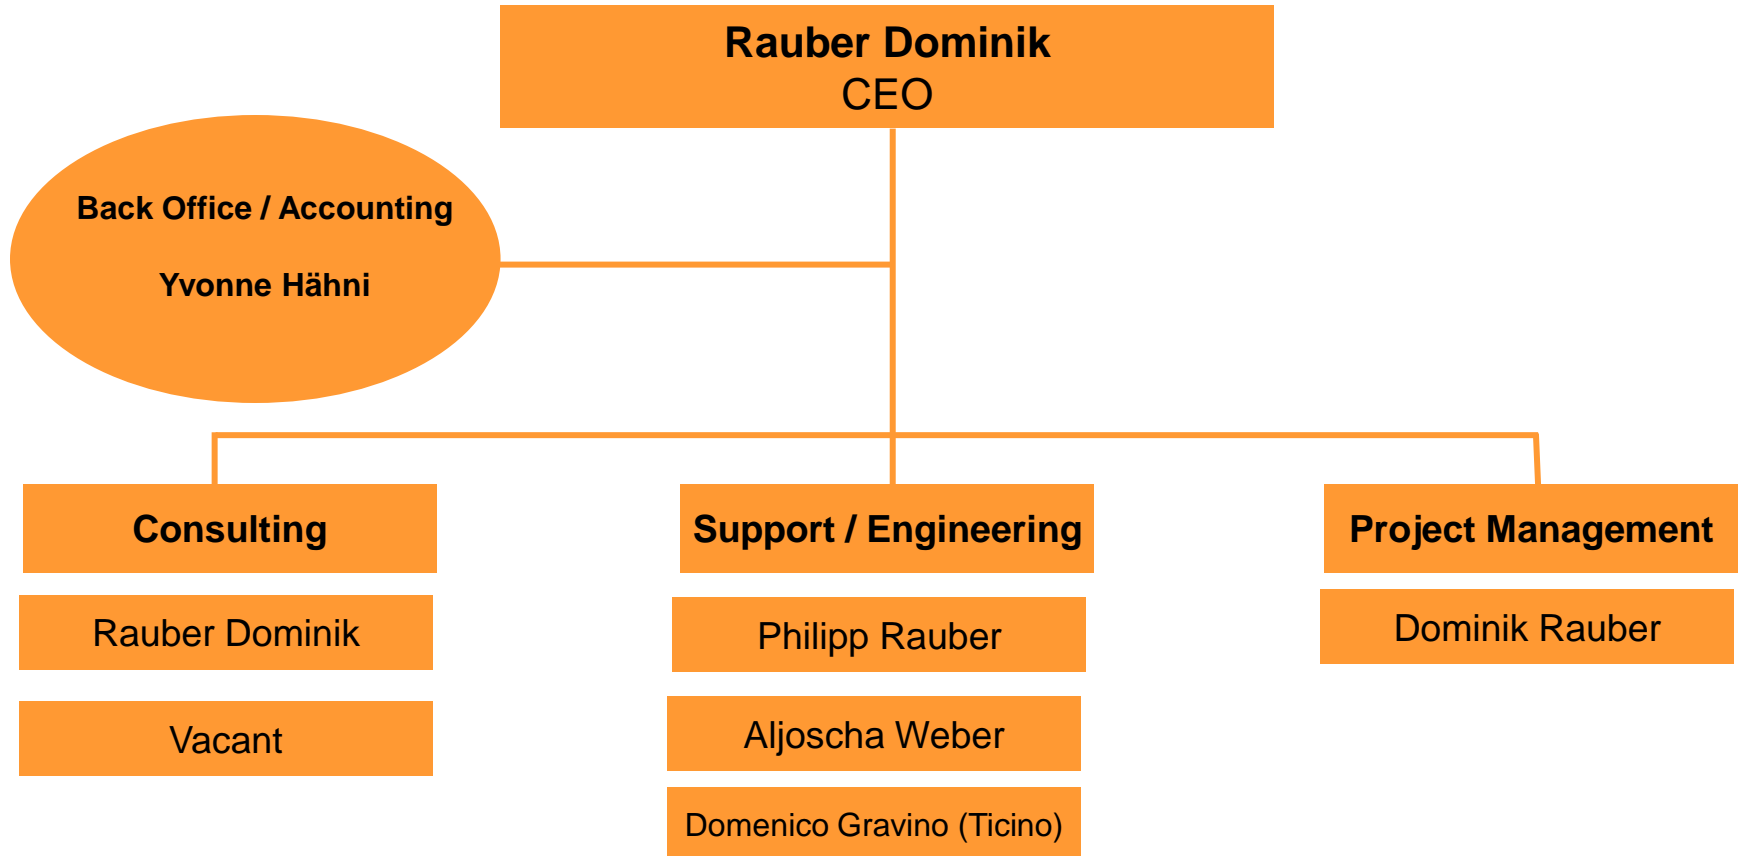 Rauber Dominik
CEO
Back Office / Accounting
Yvonne Hähni
Consulting
Rauber Dominik
Vacant
Support / Engineering
Philipp Rauber
Aljoscha Weber
Domenico Gravino (Ticino)
Project Management
Dominik Rauber